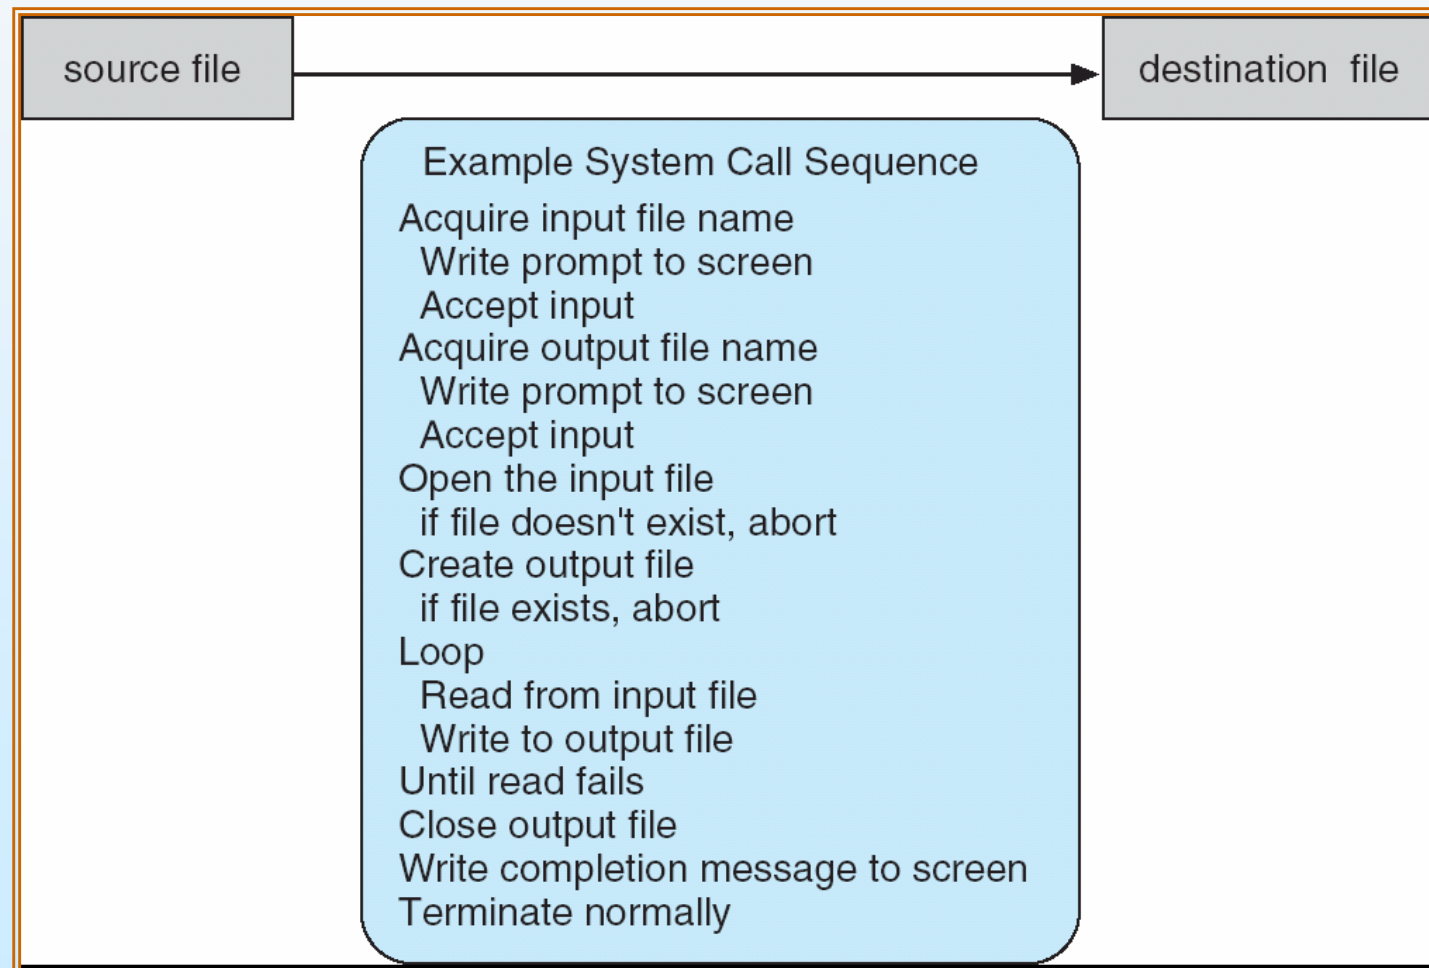 source file
destination file
Example System Call Sequence
Acquire input file name
Write prompt to screen
Accept input
Acquire output file name
Write prompt to screen
Accept input
Open the input file
if file doesn't exist, abort
Create output file
if file exists, abort
Loop
Read from input file
Write to output file
Until read fails
Close output file
Write completion message to screen
Terminate normally